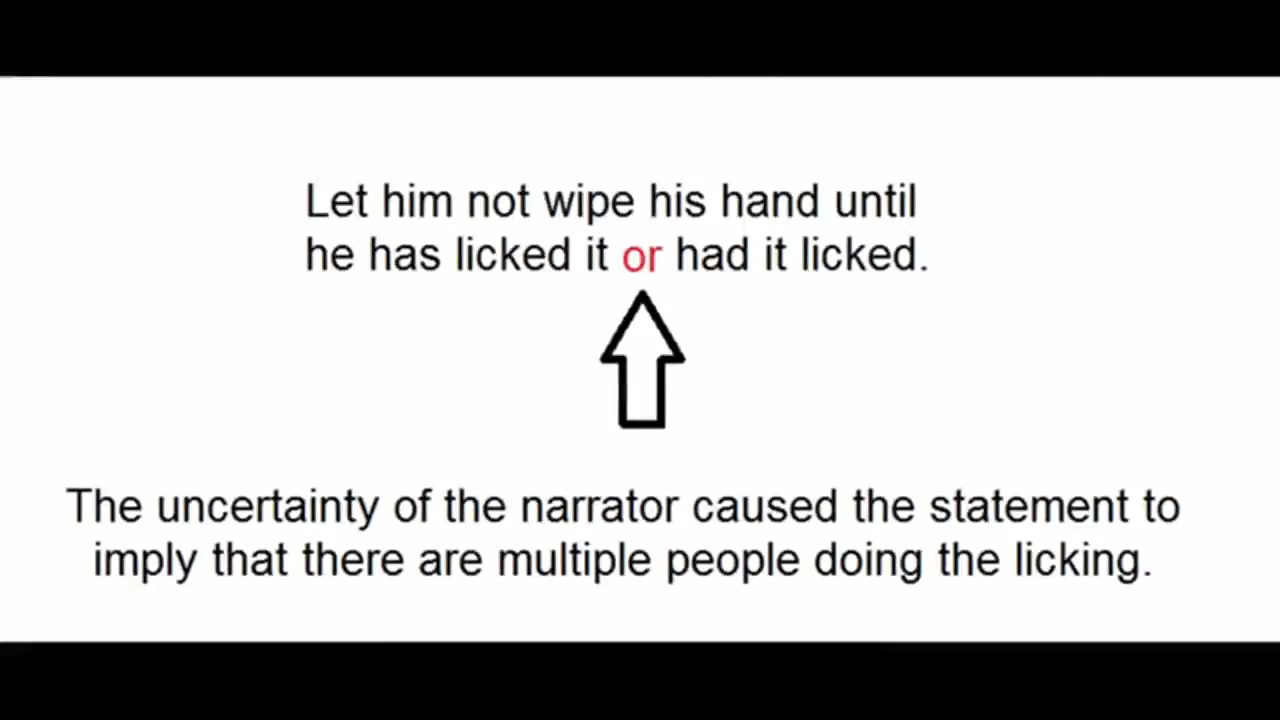 Let him not wipe his hand until
he has licked it or had it licked.
The uncertainty of the narrator caused the statement to
imply that there are multiple people doing the licking.